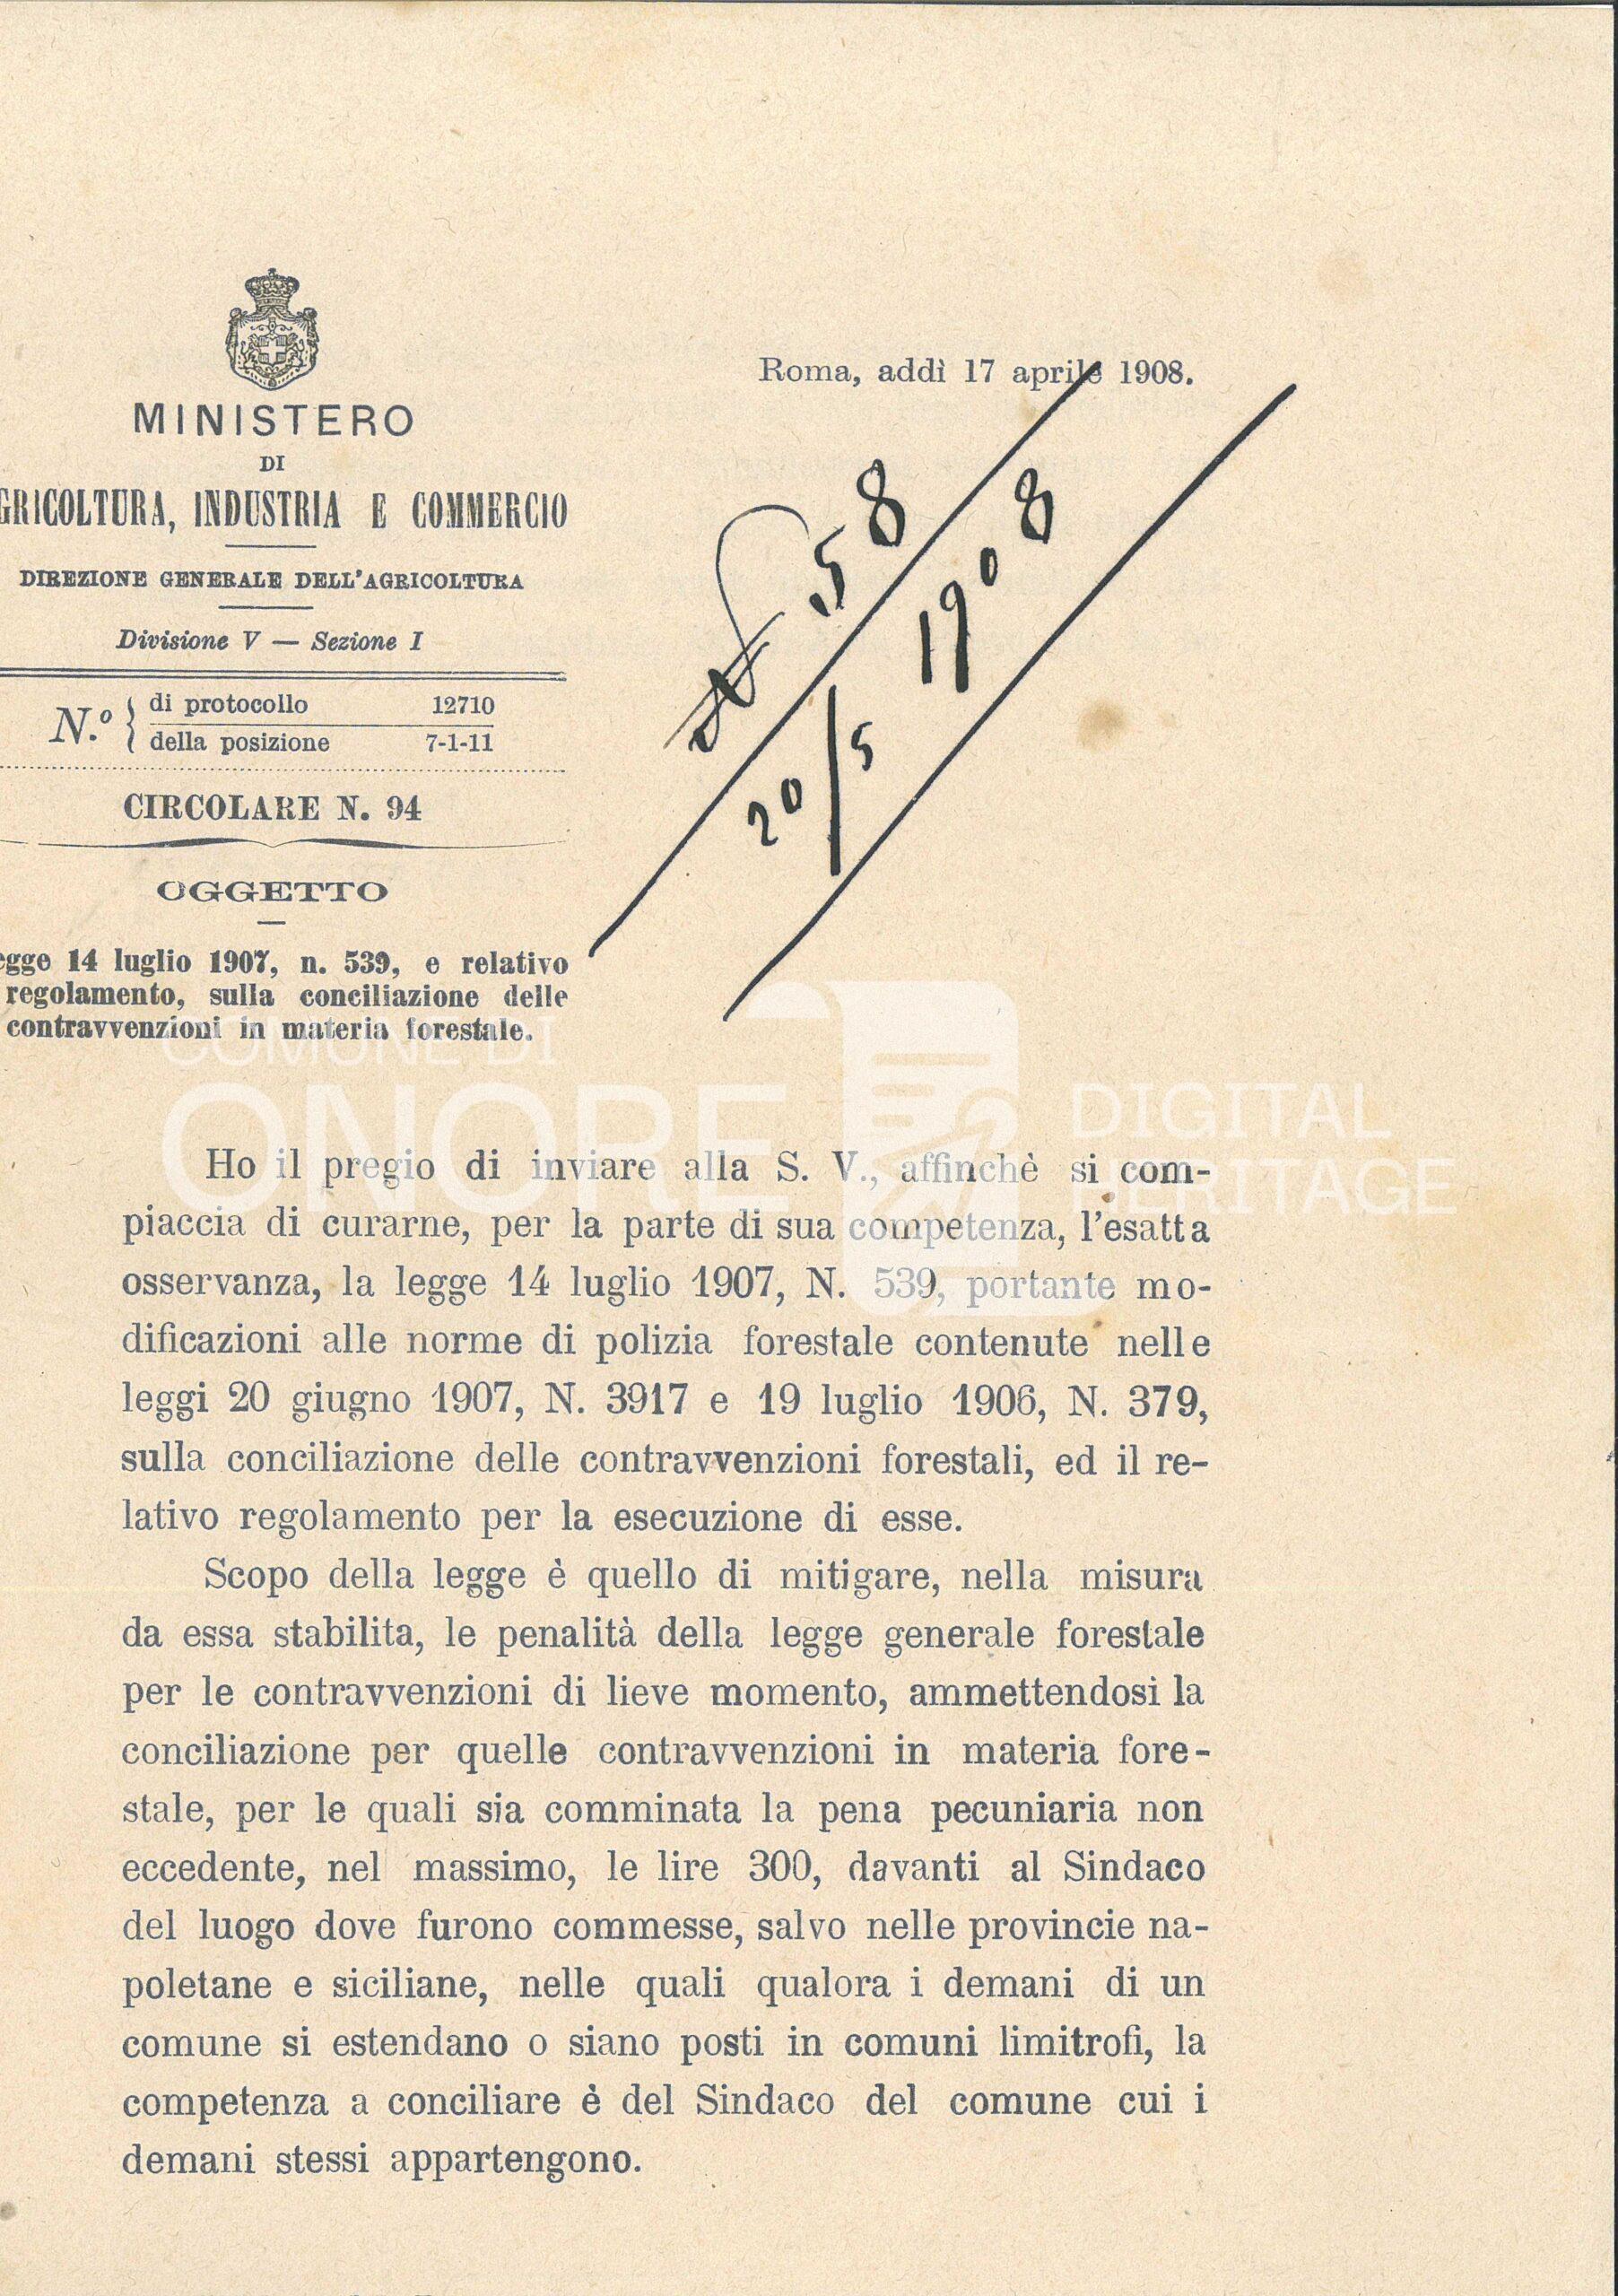 Roma, addì 17 aprile 1908.
MINISTERO
DI
GRICOLTURA, INDUSTRIA E COMMERCIO
DIREZIONE GENERALE DELL'AGRICOLTURA
Divisione V — Sezione I
N.º { di protocollo 12710
della posizione 7-1-11
CIRCOLARE N. 94
OGGETTO
egge 14 luglio 1907, n. 539, e relativo
regolamento, sulla conciliazione delle
contravvenzioni in materia forestale.
58
20/5 1908
COMUNE DI
ONORE
DIGITAL
HERITAGE
Ho il pregio di inviare alla S. V., affinchè si com-
piaccia di curarne, per la parte di sua competenza, l'esatta
osservanza, la legge 14 luglio 1907, N. 539, portante mo-
dificazioni alle norme di polizia forestale contenute nelle
leggi 20 giugno 1907, N. 3917 e 19 luglio 1906, N. 379,
sulla conciliazione delle contravvenzioni forestali, ed il re-
lativo regolamento per la esecuzione di esse.
Scopo della legge è quello di mitigare, nella misura
da essa stabilita, le penalità della legge generale forestale
per le contravvenzioni di lieve momento, ammettendosi la
conciliazione per quelle contravvenzioni in materia fore-
stale, per le quali sia comminata la pena pecuniaria non
eccedente, nel massimo, le lire 300, davanti al Sindaco
del luogo dove furono commesse, salvo nelle provincie na-
poletane e siciliane, nelle quali qualora i demani di un
comune si estendano o siano posti in comuni limitrofi, la
competenza a conciliare è del Sindaco del comune cui i
demani stessi appartengono.